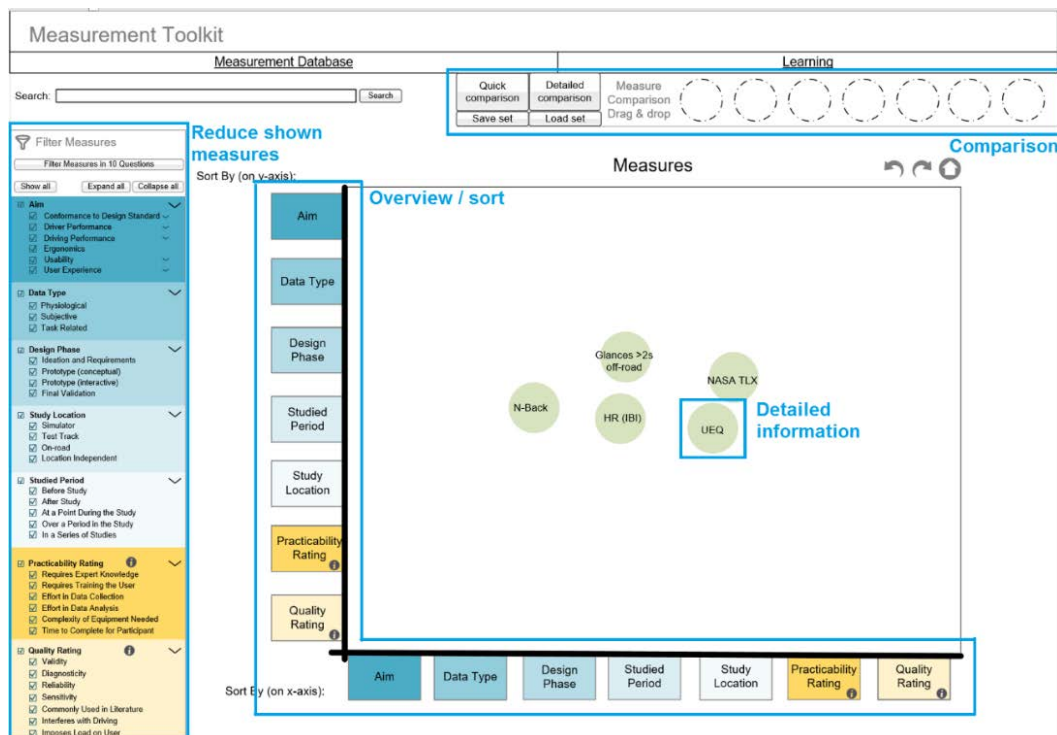 Measurement Toolkit
Measurement Database
Learning
Search:
Search
Quick
comparison
Detailed
comparison
Save set
Load set
Measure
Comparison
Drag & drop
Comparison
Filter Measures
Filter Measures in 10 Questions
Show all
Expand all
Collapse all
Aim
Conformance to Design Standard
Driver Performance
Driving Performance
Ergonomics
Usability
User Experience
Data Type
Physiological
Subjective
Task Related
Design Phase
Ideation and Requirements
Prototype (conceptual)
Prototype (interactive)
Final Validation
Study Location
Simulator
Test Track
On-road
Location Independent
Studied Period
Before Study
After Study
At a Point During the Study
Over a Period in the Study
In a Series of Studies
Practicability Rating
Requires Expert Knowledge
Requires Training the User
Effort in Data Collection
Effort in Data Analysis
Complexity of Equipment Needed
Time to Complete for Participant
Quality Rating
Validity
Diagnosticity
Reliability
Sensitivity
Commonly Used in Literature
Interferes with Driving
Imposes Load on User
Reduce shown
measures
Sort By (on y-axis):
Measures
Overview / sort
Aim
Data Type
Design
Phase
Studied
Period
Study
Location
Practicability
Rating
Quality
Rating
Glances >2s
off-road
NASA TLX
N-Back
HR (IBI)
UEQ
Detailed
information
Sort By (on x-axis):
Aim
Data Type
Design
Phase
Studied
Period
Study
Location
Practicability
Rating
Quality
Rating